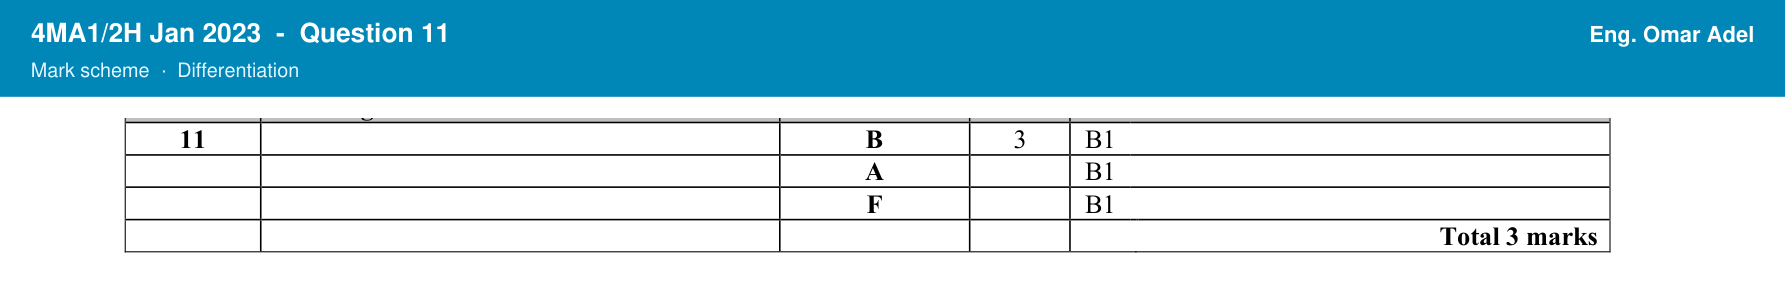 4MA1/2H Jan 2023 - Question 11
Eng. Omar Adel
Mark scheme · Differentiation
11 B 3 B1
A B1
F B1
Total 3 marks